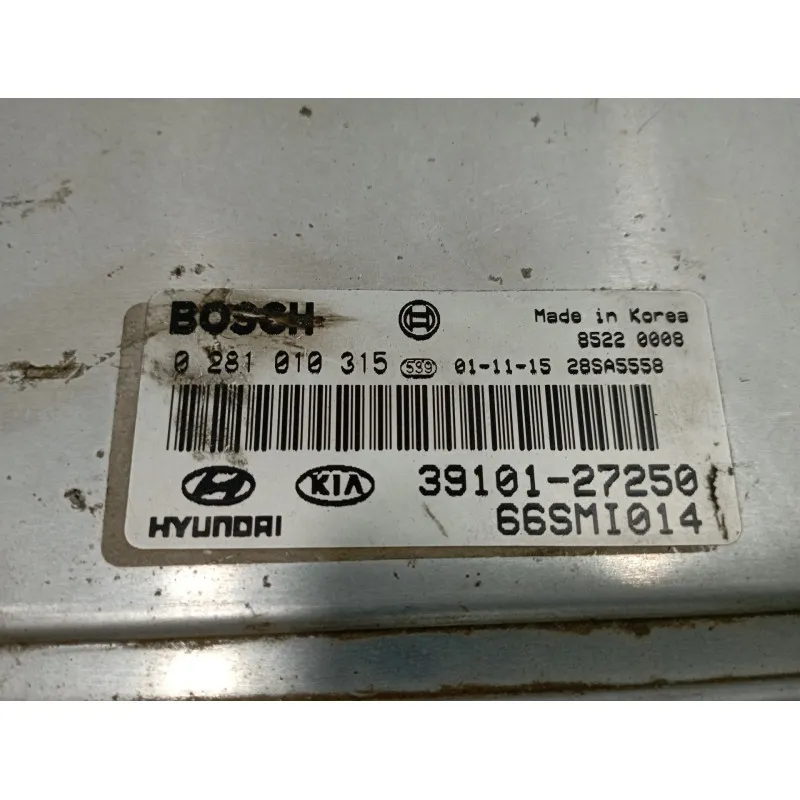 BOSCH
Made in Korea
8522 0008
0 281 010 315 539 01-11-15 28SA5558
KIA 39101-27250
HYUNDAI 66SMI014